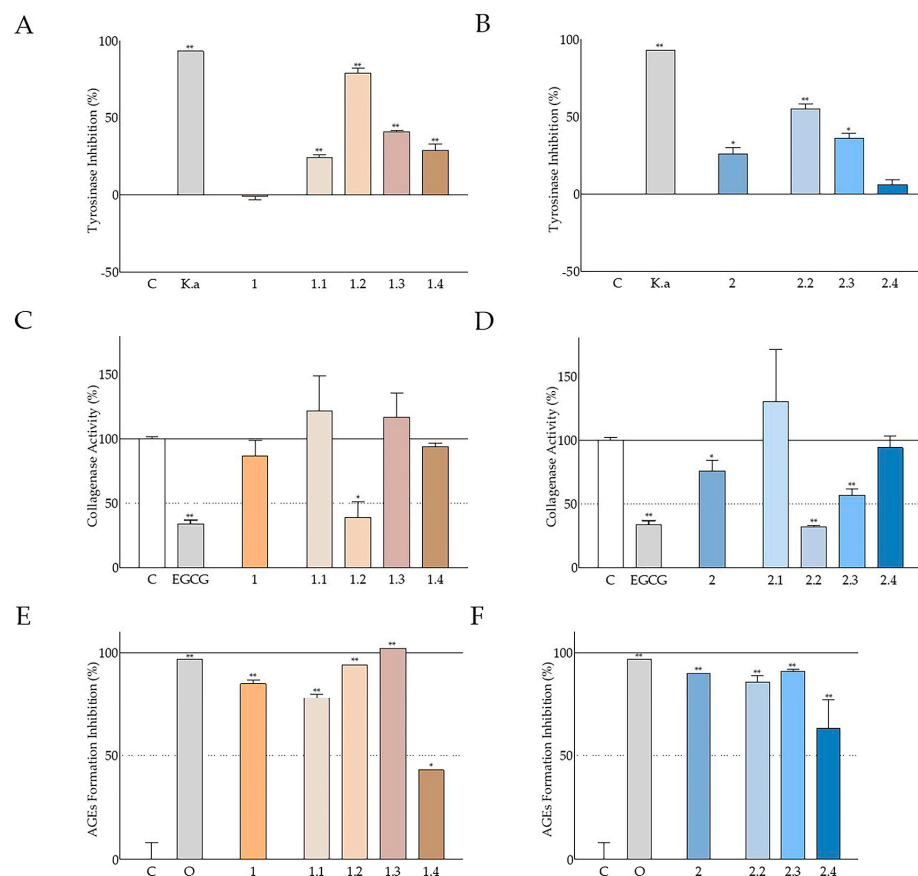 A
Tyrosinase Inhibition (%)
100
50
0
-50
** ** ** ** **
C K.a 1 1.1 1.2 1.3 1.4
B
Tyrosinase Inhibition (%)
100
50
0
-50
** * ** *
C K.a 2 2.2 2.3 2.4
C
Collagenase Activity (%)
150
100
50
0
** *
C EGCG 1 1.1 1.2 1.3 1.4
D
Collagenase Activity (%)
150
100
50
0
** * ** **
C EGCG 2 2.1 2.2 2.3 2.4
E
AGEs Formation Inhibition (%)
100
50
0
** ** ** ** ** *
C Q 1 1.1 1.2 1.3 1.4
F
AGEs Formation Inhibition (%)
100
50
0
** ** ** ** **
C Q 2 2.2 2.3 2.4